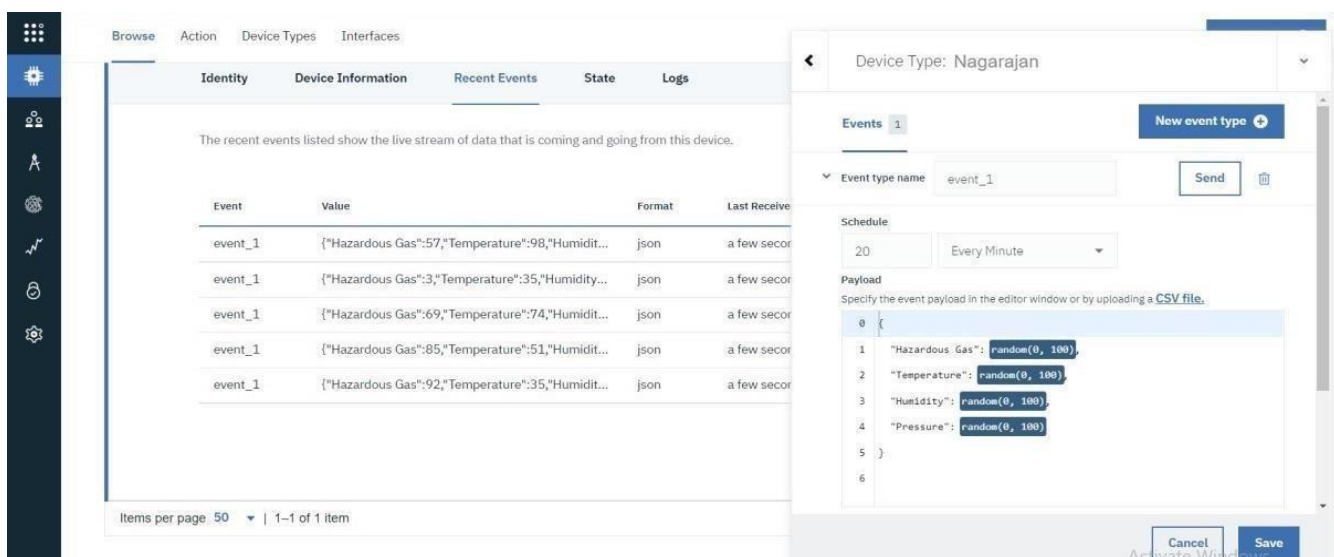 Browse Action Device Types Interfaces
Identity Device Information Recent Events State Logs
The recent events listed show the live stream of data that is coming and going from this device.
Event Value Format Last Receive
event_1 {"Hazardous Gas":57,"Temperature":98,"Humidit... json a few secon
event_1 {"Hazardous Gas":3,"Temperature":35,"Humidity... json a few secon
event_1 {"Hazardous Gas":69,"Temperature":74,"Humidit... json a few secon
event_1 {"Hazardous Gas":85,"Temperature":51,"Humidit... json a few secon
event_1 {"Hazardous Gas":92,"Temperature":35,"Humidit... json a few secon
Items per page 50 | 1–1 of 1 item
Device Type: Nagarajan
Events 1 New event type
Event type name event_1 Send
Schedule
20 Every Minute
Payload
Specify the event payload in the editor window or by uploading a CSV file.
0 {
1 "Hazardous Gas": random(0, 100),
2 "Temperature": random(0, 100),
3 "Humidity": random(0, 100),
4 "Pressure": random(0, 100)
5 }
6
Cancel Save
Activate Windows